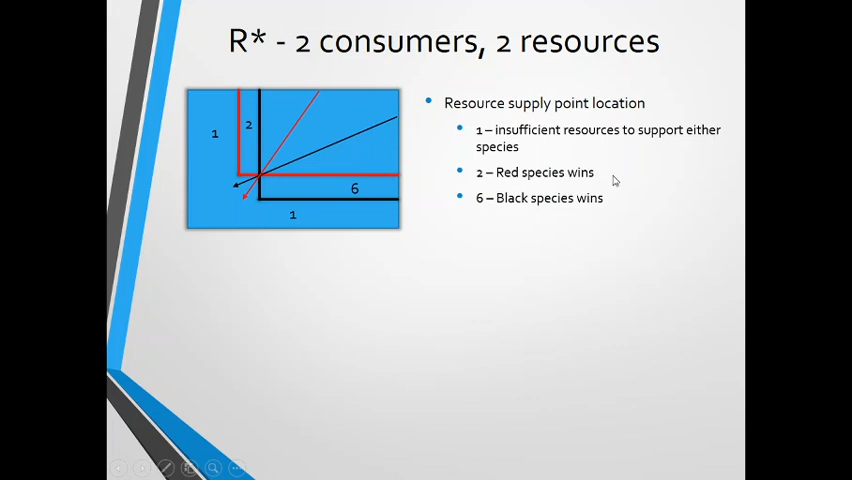 R* - 2 consumers, 2 resources
1
2
6
1
Resource supply point location
1 – insufficient resources to support either
species
2 – Red species wins
6 – Black species wins